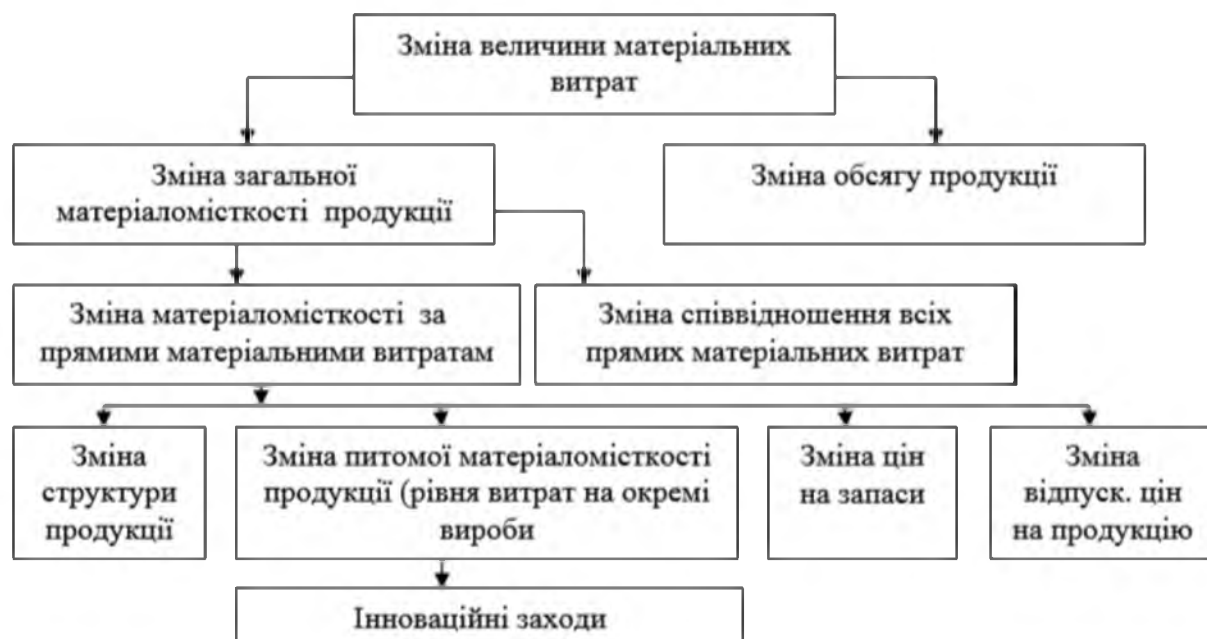 Зміна величини матеріальних
витрат
Зміна загальної
матеріаломісткості продукції
Зміна обсягу продукції
Зміна матеріаломісткості за
прямими матеріальними витратам
Зміна співвідношення всіх
прямих матеріальних витрат
Зміна
структури
продукції
Зміна питомої матеріаломісткості
продукції (рівня витрат на окремі
вироби
Зміна цін
на запаси
Зміна
відпуск. цін
на продукцію
Інноваційні заходи